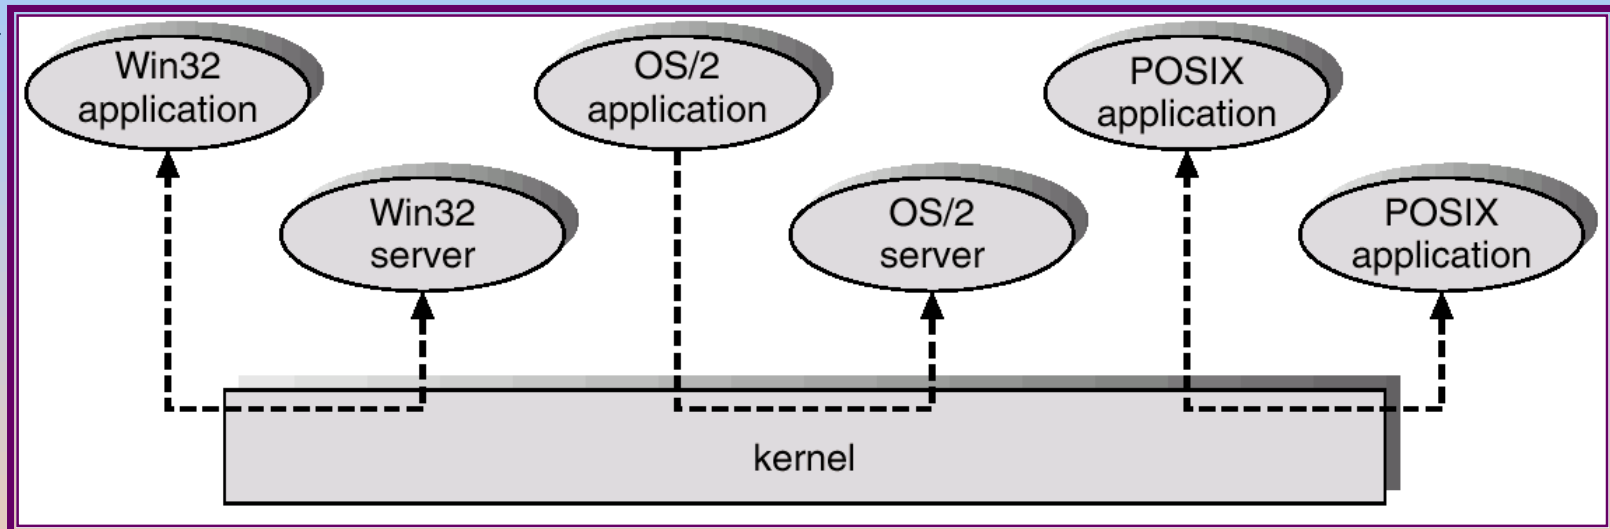 Win32
application
OS/2
application
POSIX
application
Win32
server
OS/2
server
POSIX
application
kernel